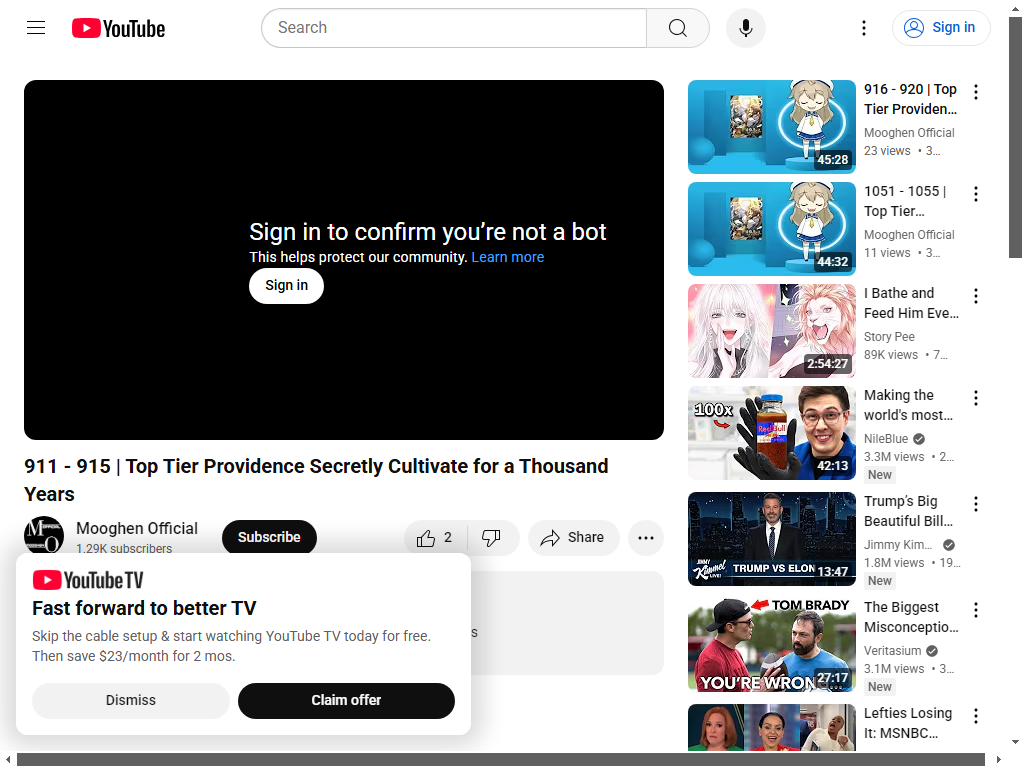 YouTube
Search
Sign in
Sign in to confirm you're not a bot
This helps protect our community. Learn more
Sign in
911 - 915 | Top Tier Providence Secretly Cultivate for a Thousand
Years
Mooghen Official
1.29K subscribers
Subscribe
2
Share
s
YouTube TV
Fast forward to better TV
Skip the cable setup & start watching YouTube TV today for free.
Then save $23/month for 2 mos.
Dismiss
Claim offer
45:28
916 - 920 | Top
Tier Providen...
Mooghen Official
23 views • 3...
44:32
1051 - 1055 |
Top Tier...
Mooghen Official
11 views • 3...
2:54:27
I Bathe and
Feed Him Eve...
Story Pee
89K views • 7...
100x
Red Bull
42:13
Making the
world's most...
NileBlue
3.3M views • 2...
New
Jimmy
Kimmel
LIVE!
TRUMP VS ELON
13:47
Trump's Big
Beautiful Bill...
Jimmy Kim...
1.8M views • 19...
New
TOM BRADY
YOU'RE WRONG...
27:17
The Biggest
Misconceptio...
Veritasium
3.1M views • 3...
New
Lefties Losing
It: MSNBC...